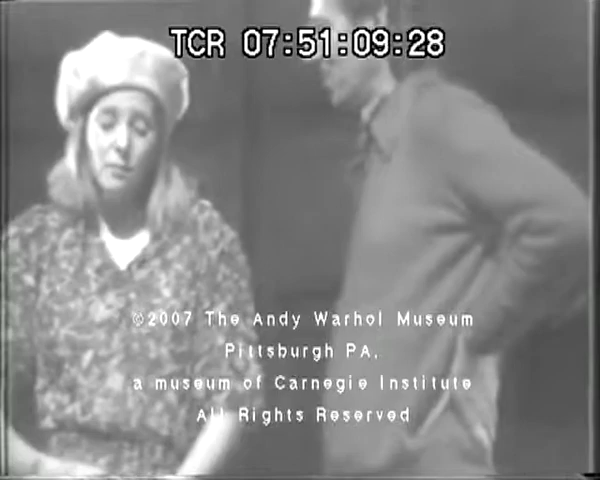 TCR 07:51:09:28
©2007 The Andy Warhol Museum
Pittsburgh PA,
a museum of Carnegie Institute
All Rights Reserved